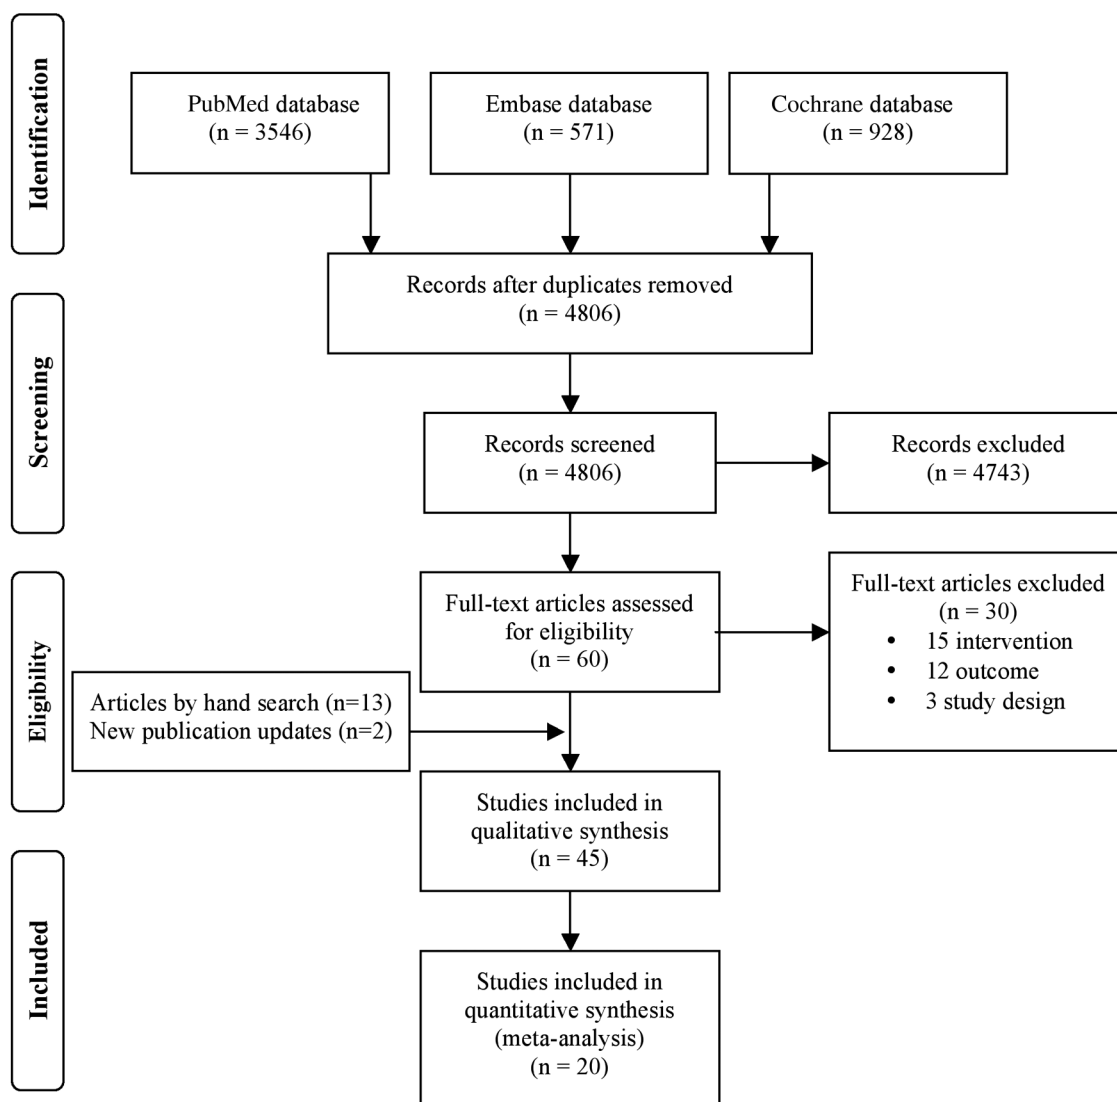 Identification
PubMed database
(n = 3546)
Embase database
(n = 571)
Cochrane database
(n = 928)
Records after duplicates removed
(n = 4806)
Screening
Records screened
(n = 4806)
Records excluded
(n = 4743)
Eligibility
Full-text articles assessed
for eligibility
(n = 60)
Full-text articles excluded
(n = 30)
• 15 intervention
• 12 outcome
• 3 study design
Articles by hand search (n=13)
New publication updates (n=2)
Studies included in
qualitative synthesis
(n = 45)
Included
Studies included in
quantitative synthesis
(meta-analysis)
(n = 20)